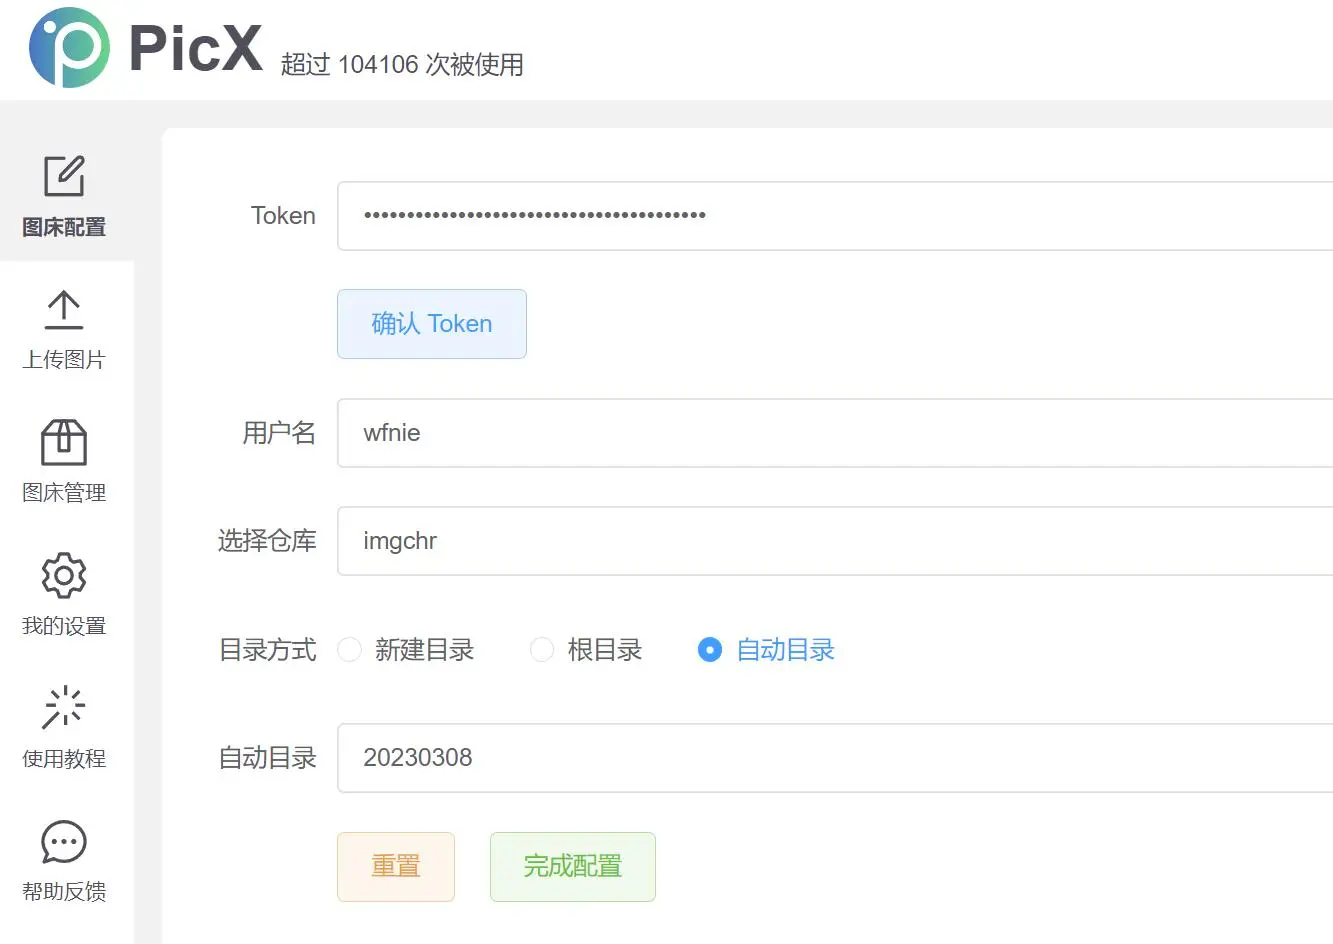 PicX 超过 104106 次被使用
图床配置
上传图片
图床管理
我的设置
使用教程
帮助反馈
Token ••••••••••••••••••••••••••••••••••••••••
确认 Token
用户名 wfnie
选择仓库 imgchr
目录方式 新建目录 根目录 自动目录
自动目录 20230308
重置 完成配置